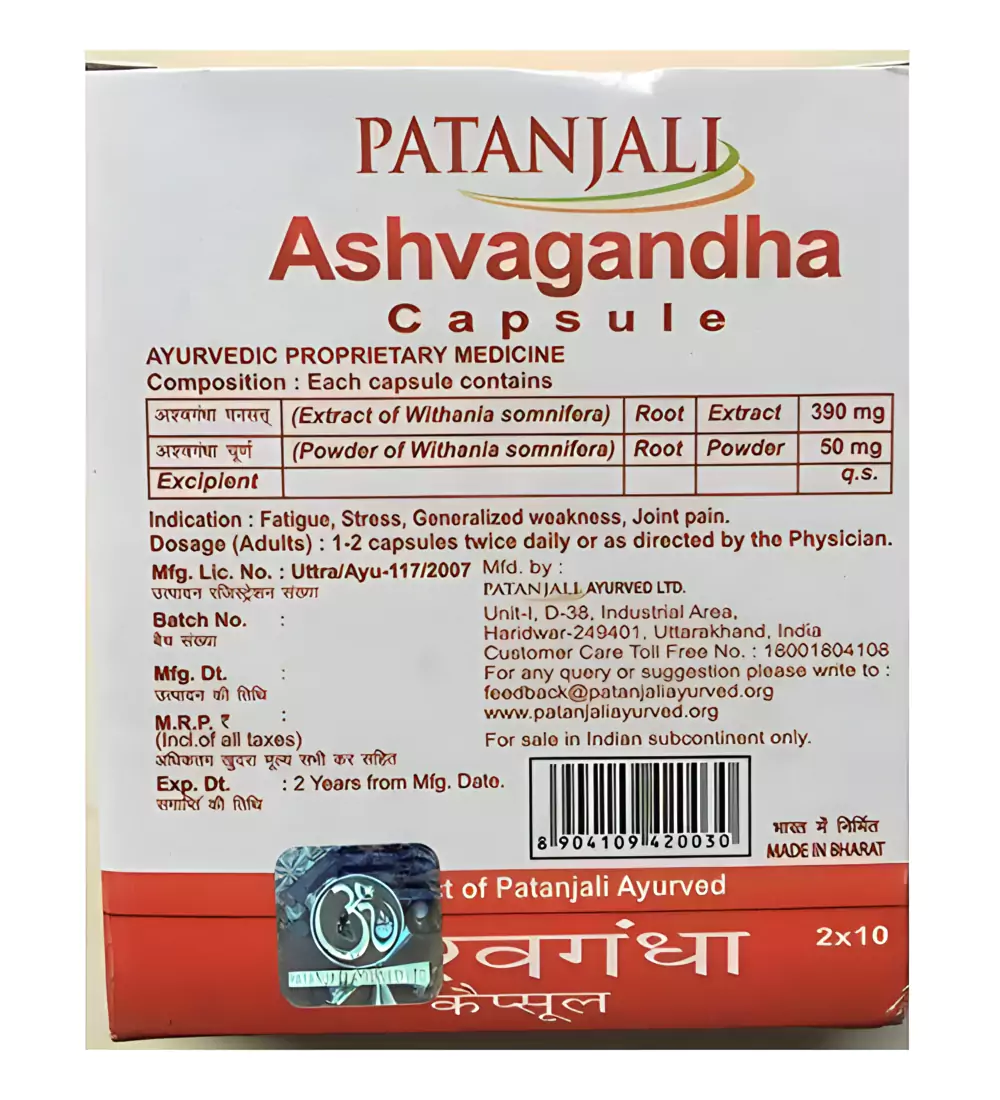 PATANJALI
Ashvagandha
Capsule
AYURVEDIC PROPRIETARY MEDICINE
Composition : Each capsule contains
अश्वगंधा घनसत् (Extract of Withania somnifera) Root Extract 390 mg
अश्वगंधा चूर्ण (Powder of Withania somnifera) Root Powder 50 mg
Excipient q.s.
Indication : Fatigue, Stress, Generalized weakness, Joint pain.
Dosage (Adults) : 1-2 capsules twice daily or as directed by the Physician.
Mfg. Lic. No. : Uttra/Ayu-117/2007
उत्पादन रजिस्ट्रेशन संख्या
Batch No. :
बैच संख्या
Mfg. Dt. :
उत्पादन की तिथि
M.R.P. ₹ :
(Incl.of all taxes)
अधिकतम खुदरा मूल्य सभी कर सहित
Exp. Dt. : 2 Years from Mfg. Date.
समाप्ति की तिथि
Mfd. by :
PATANJALI AYURVED LTD.
Unit-I, D-38, Industrial Area,
Haridwar-249401, Uttarakhand, India
Customer Care Toll Free No. : 18001804108
For any query or suggestion please write to :
feedback@patanjaliayurved.org
www.patanjaliayurved.org
For sale in Indian subcontinent only.
8 904109 420030
भारत में निर्मित
MADE IN BHARAT
of Patanjali Ayurved
ॐ
PATANJALI AYURVED LTD
2x10
कैप्सूल